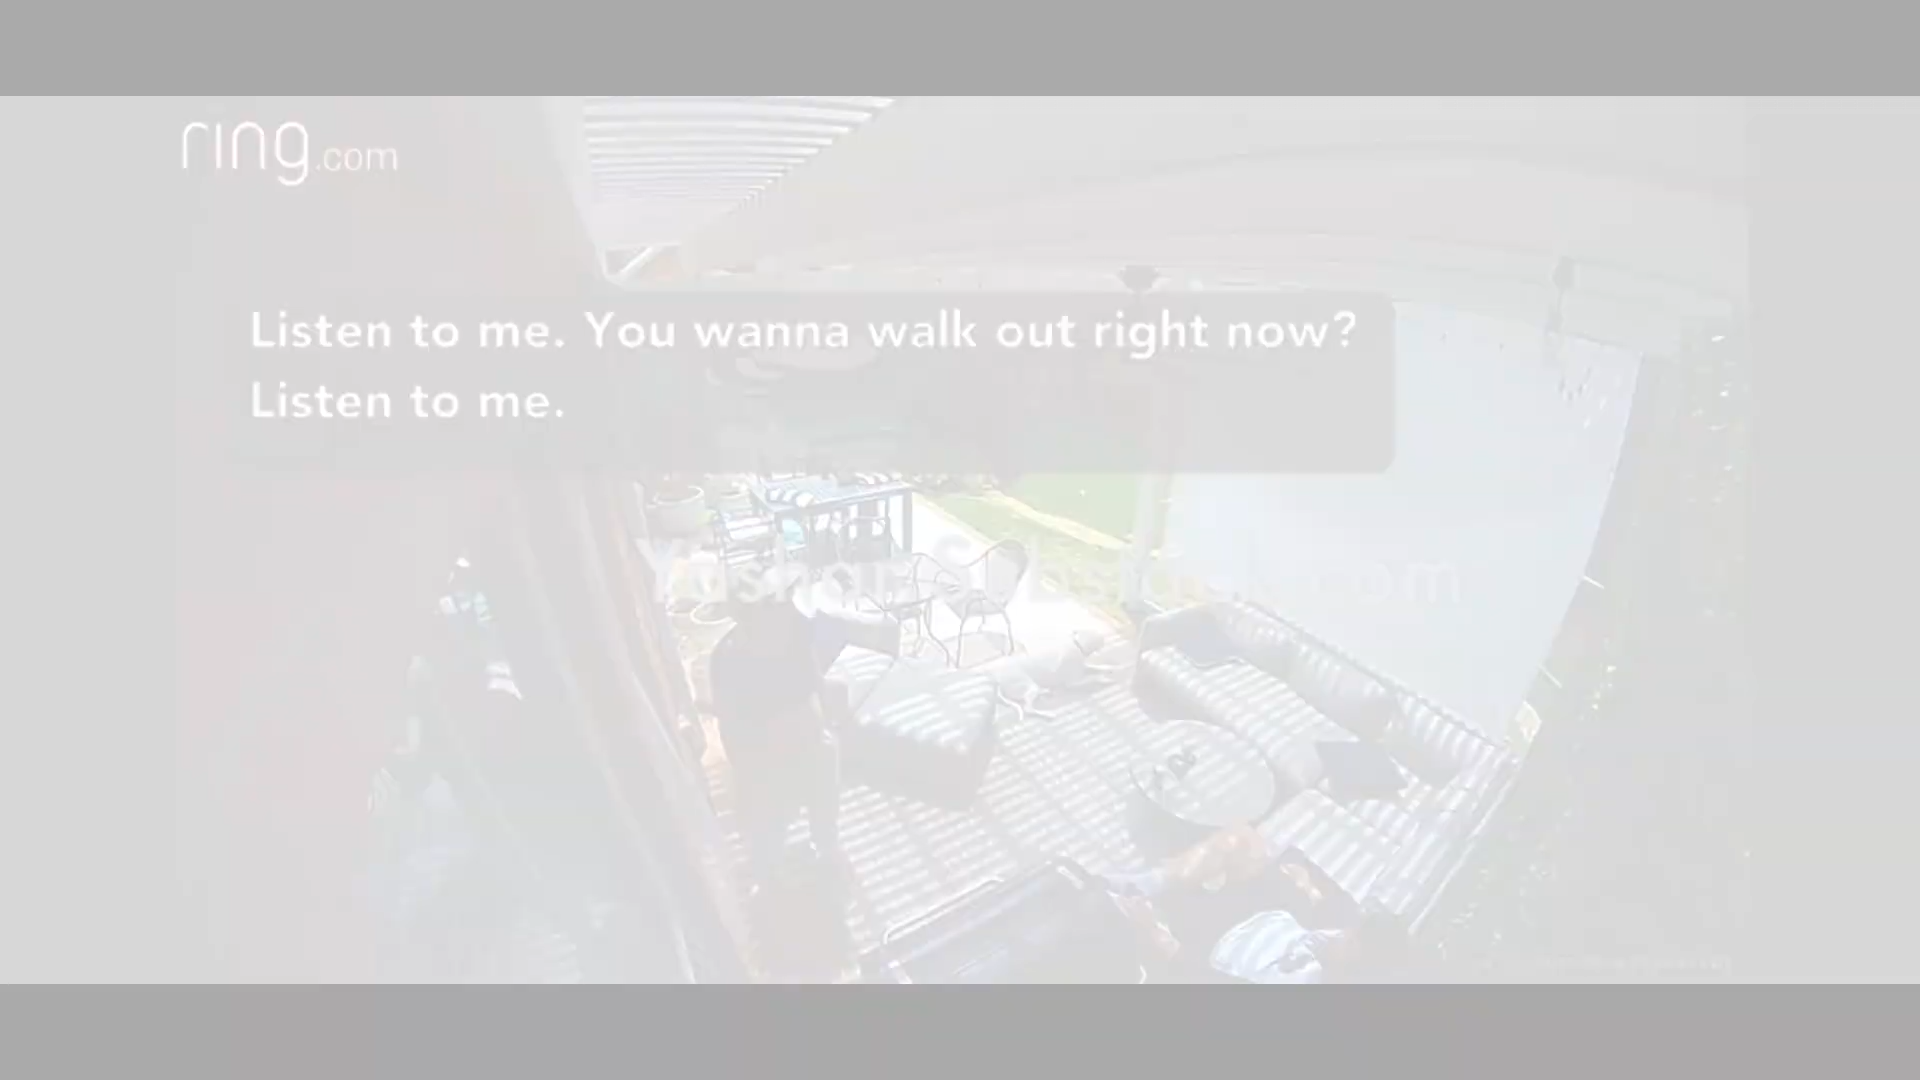 ring.com
Listen to me. You wanna walk out right now?
Listen to me.